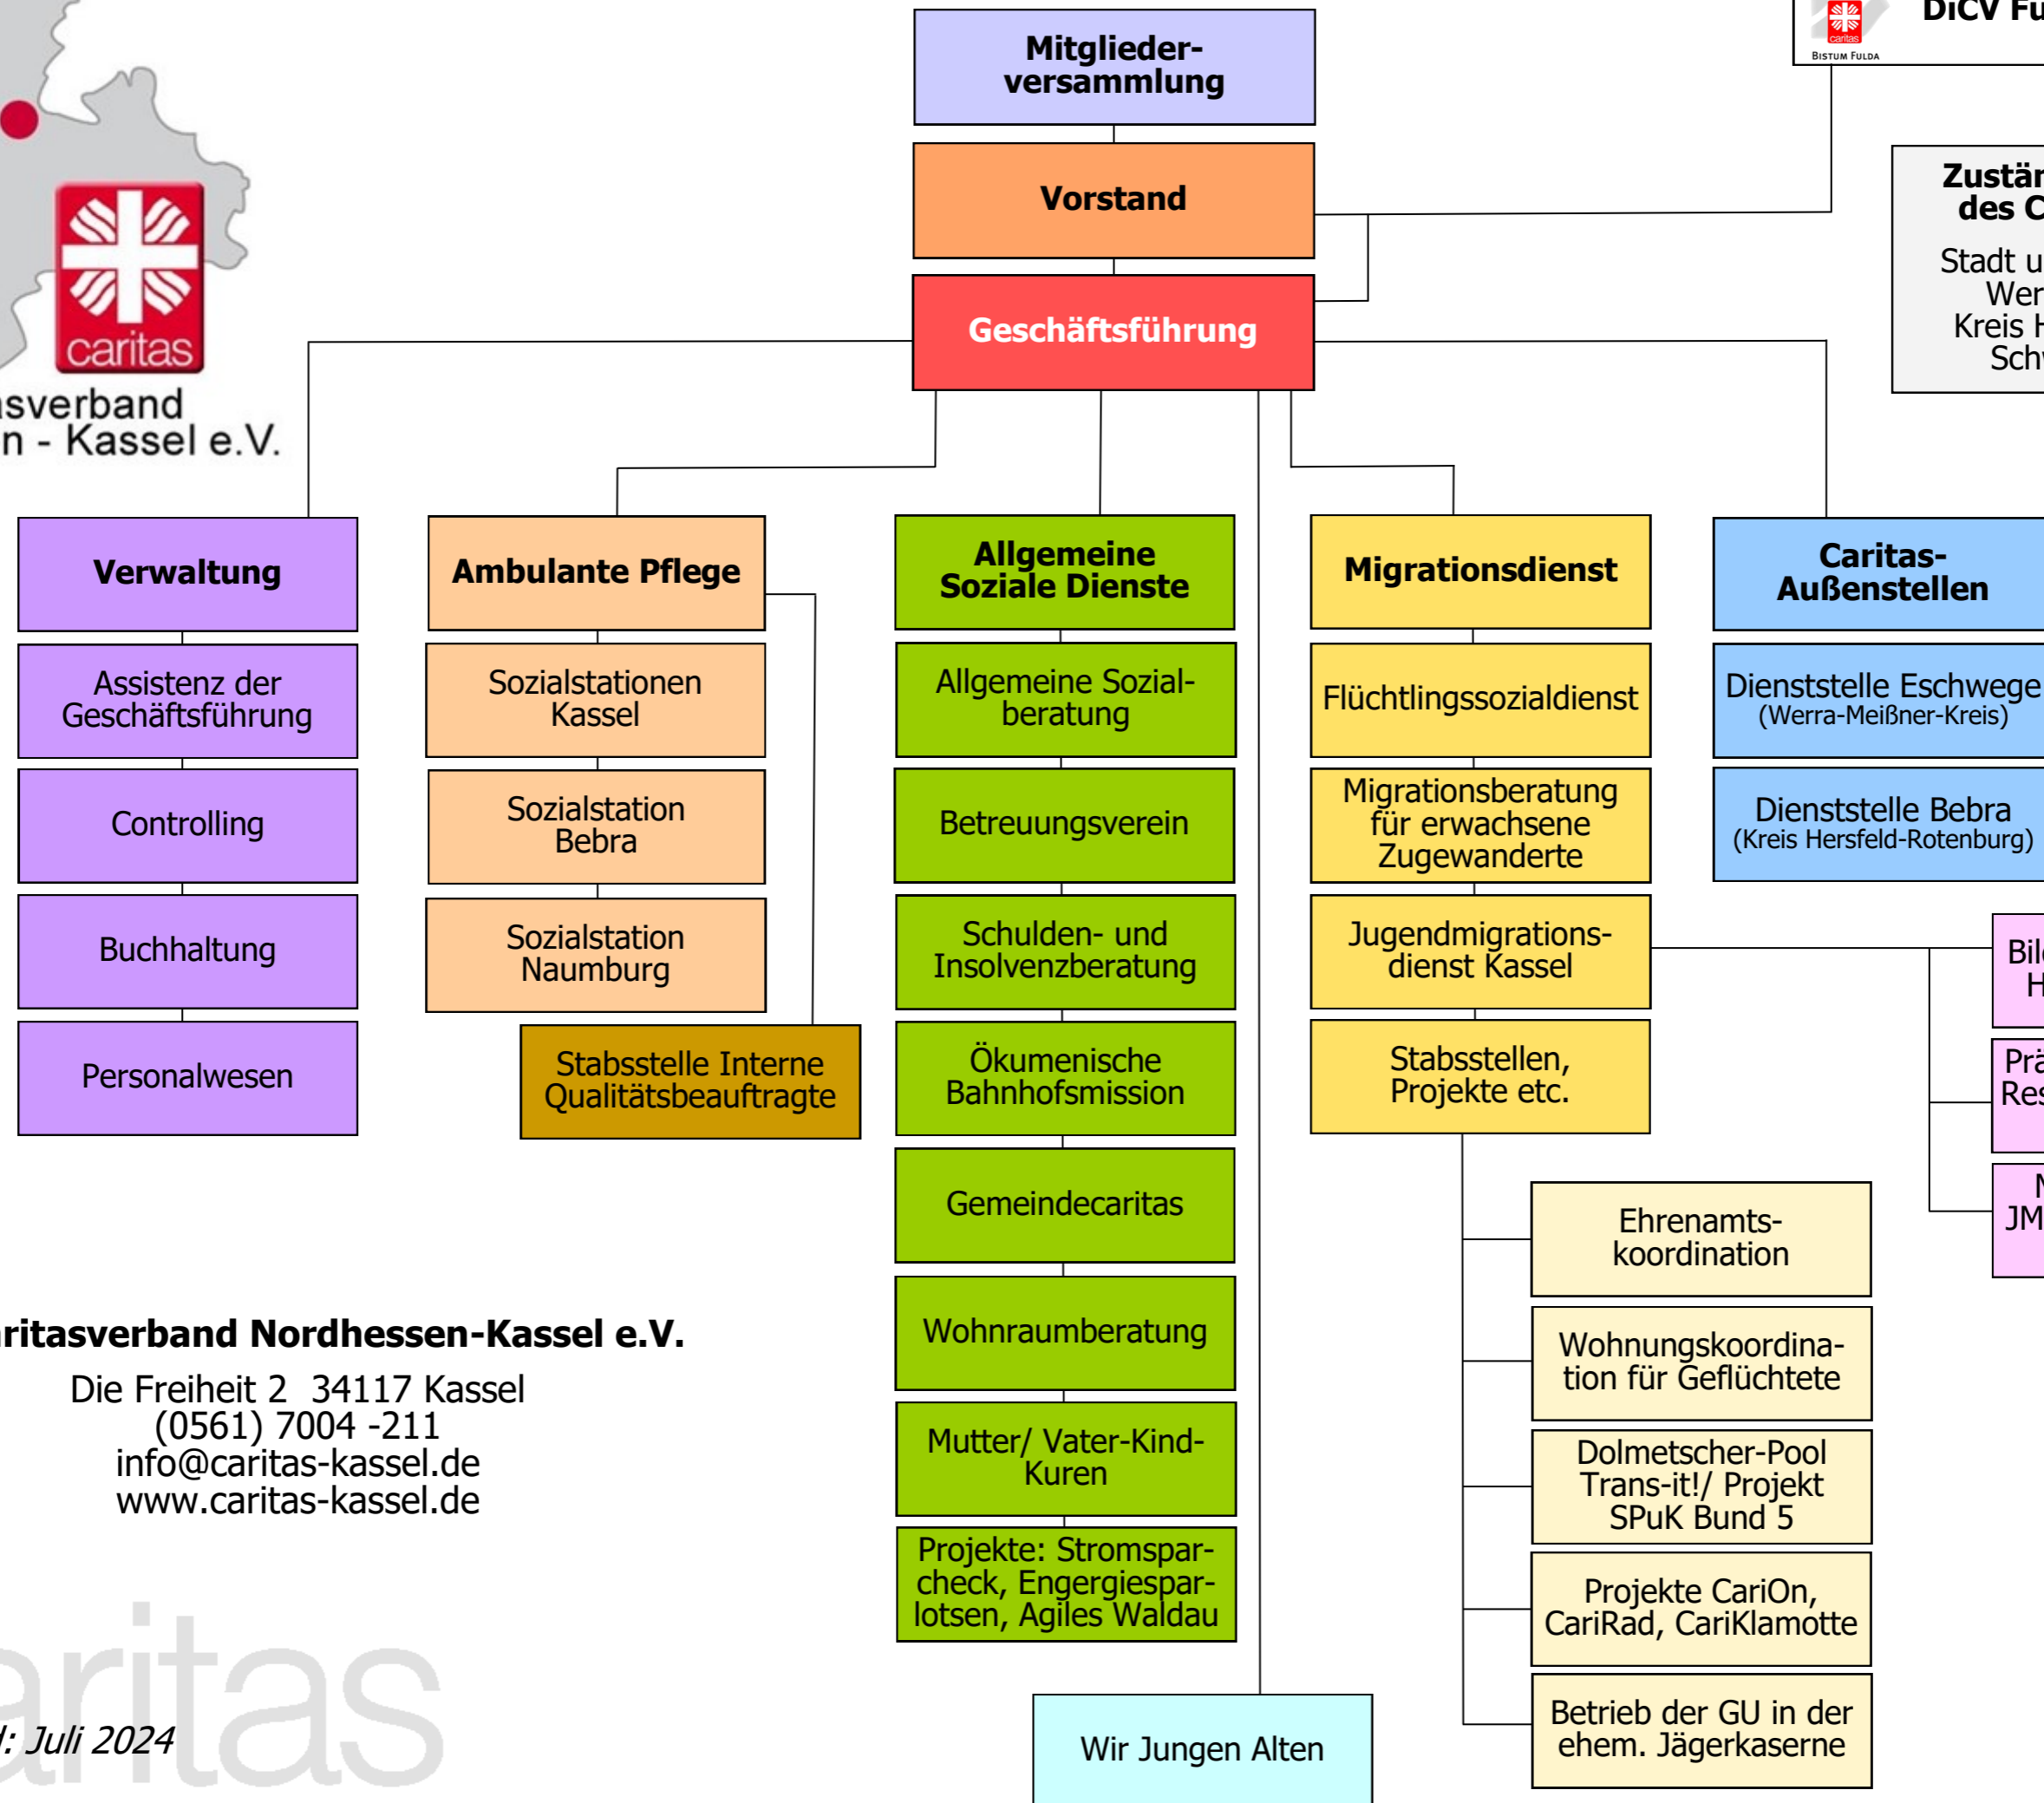 caritas
- Kassel e.V.
Mitglieder-
versammlung
Vorstand
Geschäftsführung
caritas
BISTUM FULDA
DiCV
des
Stadt
Kreis
Verwaltung
Assistenz der
Geschäftsführung
Controlling
Buchhaltung
Personalwesen
Ambulante Pflege
Sozialstationen
Kassel
Sozialstation
Bebra
Sozialstation
Naumburg
Stabsstelle Interne
Qualitätsbeauftragte
Allgemeine
Soziale Dienste
Allgemeine Sozial-
beratung
Betreuungsverein
Schulden- und
Insolvenzberatung
Ökumenische
Bahnhofsmission
Gemeindecaritas
Wohnraumberatung
Mutter/ Vater-Kind-
Kuren
Projekte: Stromspar-
check, Engergiespar-
lotsen, Agiles Waldau
Wir Jungen Alten
Migrationsdienst
Flüchtlingssozialdienst
Migrationsberatung
für erwachsene
Zugewanderte
Jugendmigrations-
dienst Kassel
Stabsstellen,
Projekte etc.
Ehrenamts-
koordination
Wohnungskoordina-
tion für Geflüchtete
Dolmetscher-Pool
Trans-it!/ Projekt
SPuK Bund 5
Projekte CariOn,
CariRad, CariKlamotte
Betrieb der GU in der
ehem. Jägerkaserne
Caritas-
Außenstellen
Dienststelle Eschwege
(Werra-Meißner-Kreis)
Dienststelle Bebra
(Kreis Hersfeld-Rotenburg)
Nordhessen-Kassel e.V.
Die Freiheit 2 34117 Kassel
(0561) 7004 -211
info@caritas-kassel.de
www.caritas-kassel.de
Juli 2024